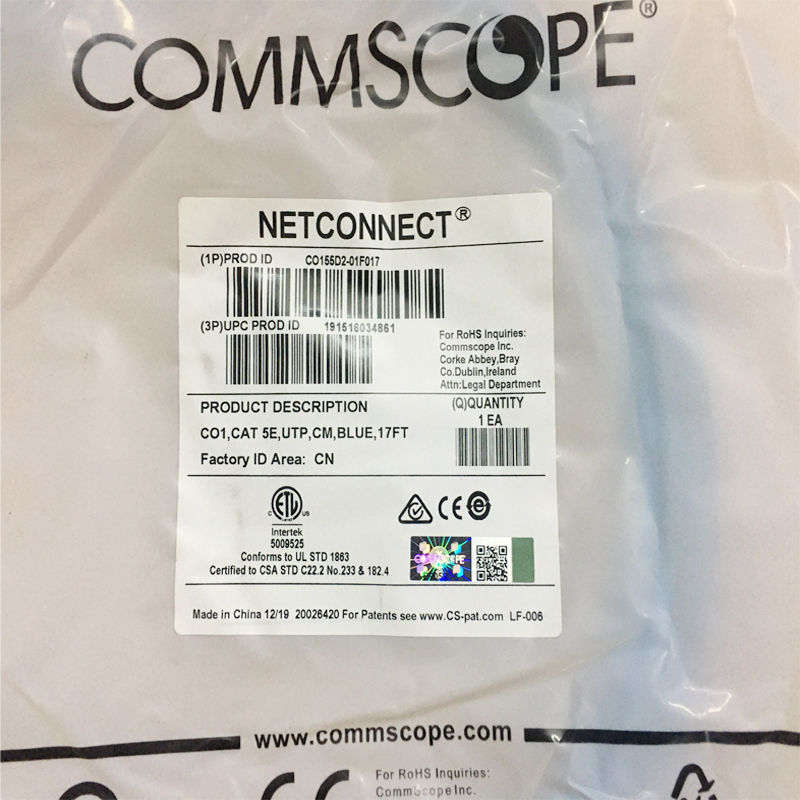 COMMSCOPE®
NETCONNECT®
(1P)PROD ID CO155D2-01F017
(3P)UPC PROD ID 191516034861
For RoHS Inquiries:
Commscope Inc.
Corke Abbey,Bray
Co.Dublin,Ireland
Attn:Legal Department
PRODUCT DESCRIPTION
(Q)QUANTITY
1 EA
CO1,CAT 5E,UTP,CM,BLUE,17FT
Factory ID Area: CN
C ETL US
Intertek
5009525
CE
Conforms to UL STD 1863
Certified to CSA STD C22.2 No.233 & 182.4
COMMSCOPE
Made in China 12/19 20026420 For Patents see www.CS-pat.com LF-006
www.commscope.com
For RoHS Inquiries:
CommScope Inc.